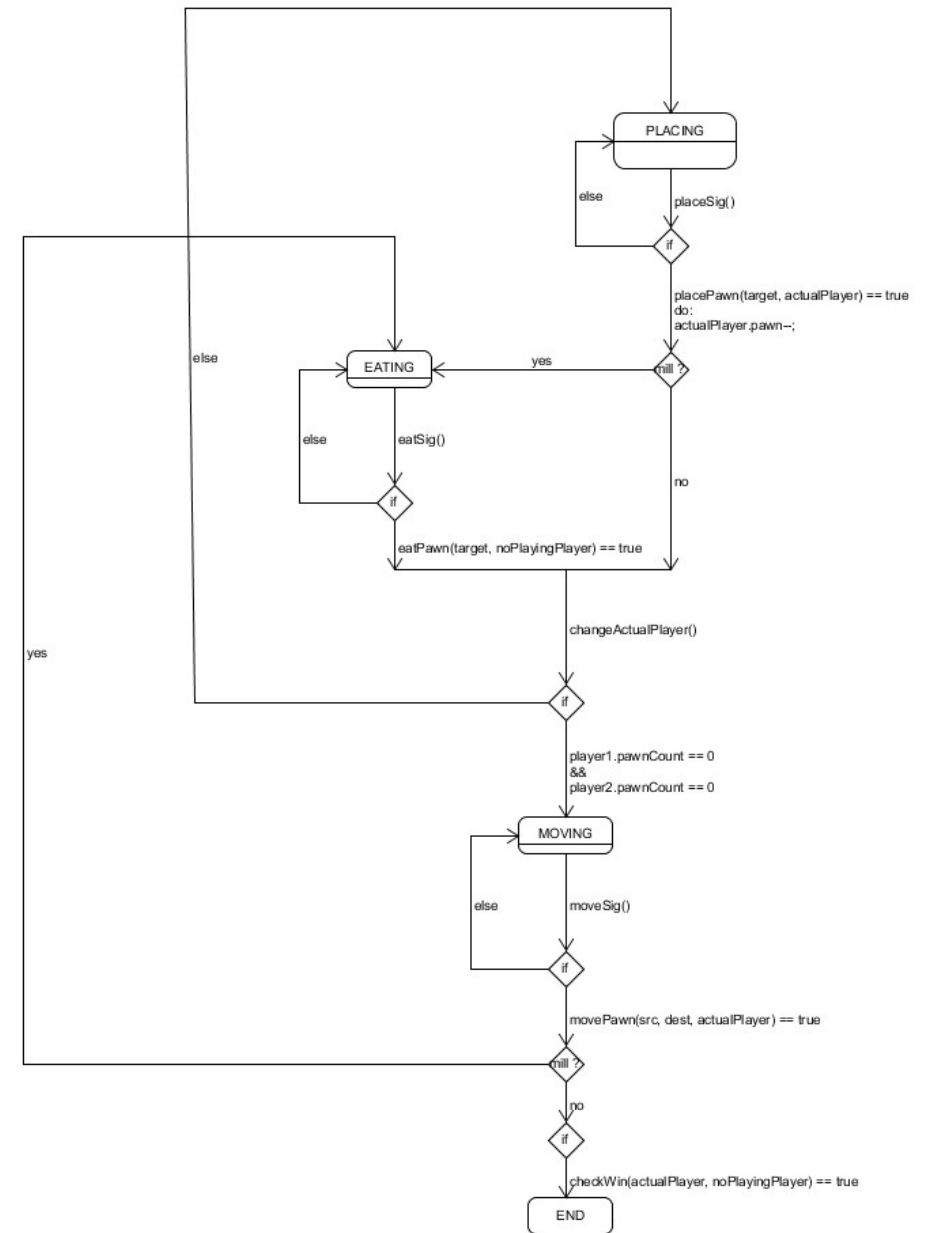 PLACING
else
placeSig()
if
placePawn(target, actualPlayer) == true
do:
actualPlayer.pawn--;
else
EATING
yes
mill ?
else
eatSig()
no
if
eatPawn(target, noPlayingPlayer) == true
changeActualPlayer()
yes
if
player1.pawnCount == 0
&&
player2.pawnCount == 0
MOVING
else
moveSig()
if
movePawn(src, dest, actualPlayer) == true
mill ?
no
if
checkWin(actualPlayer, noPlayingPlayer) == true
END